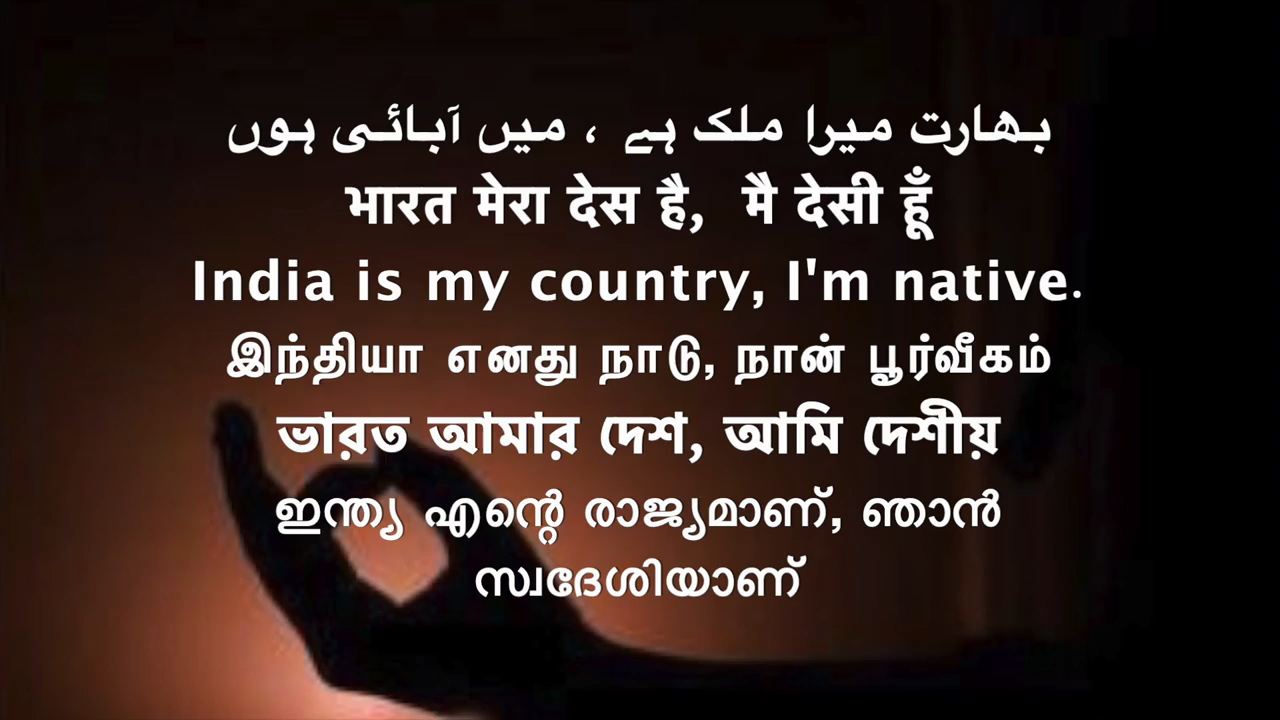 بھارت میرا ملک ہے ، میں آبائی ہوں
भारत मेरा देस है, मै देसी हूँ
India is my country, I'm native.
இந்தியா எனது நாடு, நான் பூர்வீகம்
ভারত আমার দেশ, আমি দেশীয়
ഇന്ത്യ എന്റെ രാജ്യമാണ്, ഞാൻ
സ്വദേശിയാണ്